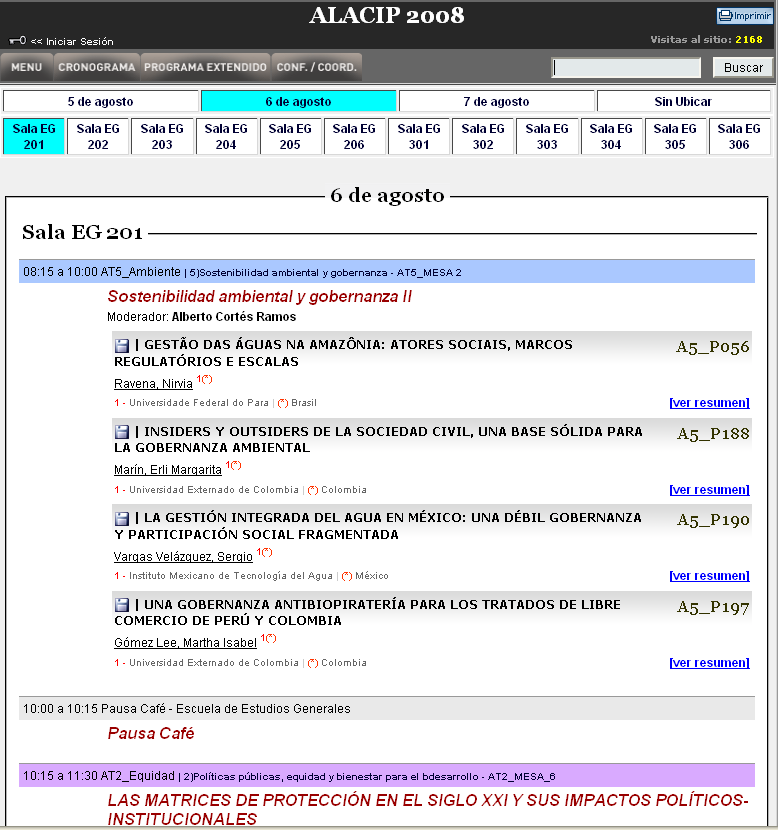 ALACIP 2008
Imprimir
<< Iniciar Sesión
Visitas al sitio: 2168
MENU CRONOGRAMA PROGRAMA EXTENDIDO CONF. / COORD.
Buscar
5 de agosto 6 de agosto 7 de agosto Sin Ubicar
Sala EG 201 Sala EG 202 Sala EG 203 Sala EG 204 Sala EG 205 Sala EG 206 Sala EG 301 Sala EG 302 Sala EG 303 Sala EG 304 Sala EG 305 Sala EG 306
6 de agosto
Sala EG 201
08:15 a 10:00 AT5_Ambiente | 5)Sostenibilidad ambiental y gobernanza - AT5_MESA 2
Sostenibilidad ambiental y gobernanza II
Moderador: Alberto Cortés Ramos
| GESTÃO DAS ÁGUAS NA AMAZÔNIA: ATORES SOCIAIS, MARCOS
REGULATÓRIOS E ESCALAS
A5_P056
Ravena, Nirvia 1(*)
1 - Universidade Federal do Para | (*) Brasil
[ver resumen]
| INSIDERS Y OUTSIDERS DE LA SOCIEDAD CIVIL, UNA BASE SÓLIDA PARA
LA GOBERNANZA AMBIENTAL
A5_P188
Marín, Erli Margarita 1(*)
1 - Universidad Externado de Colombia | (*) Colombia
[ver resumen]
| LA GESTIÓN INTEGRADA DEL AGUA EN MÉXICO: UNA DÉBIL GOBERNANZA
Y PARTICIPACIÓN SOCIAL FRAGMENTADA
A5_P190
Vargas Velázquez, Sergio 1(*)
1 - Instituto Mexicano de Tecnología del Agua | (*) México
[ver resumen]
| UNA GOBERNANZA ANTIBIOPIRATERÍA PARA LOS TRATADOS DE LIBRE
COMERCIO DE PERÚ Y COLOMBIA
A5_P197
Gómez Lee, Martha Isabel 1(*)
1 - Universidad Externado de Colombia | (*) Colombia
[ver resumen]
10:00 a 10:15 Pausa Café - Escuela de Estudios Generales
Pausa Café
10:15 a 11:30 AT2_Equidad | 2)Políticas públicas, equidad y bienestar para el bdesarrollo - AT2_MESA_6
LAS MATRICES DE PROTECCIÓN EN EL SIGLO XXI Y SUS IMPACTOS POLÍTICOS-
INSTITUCIONALES